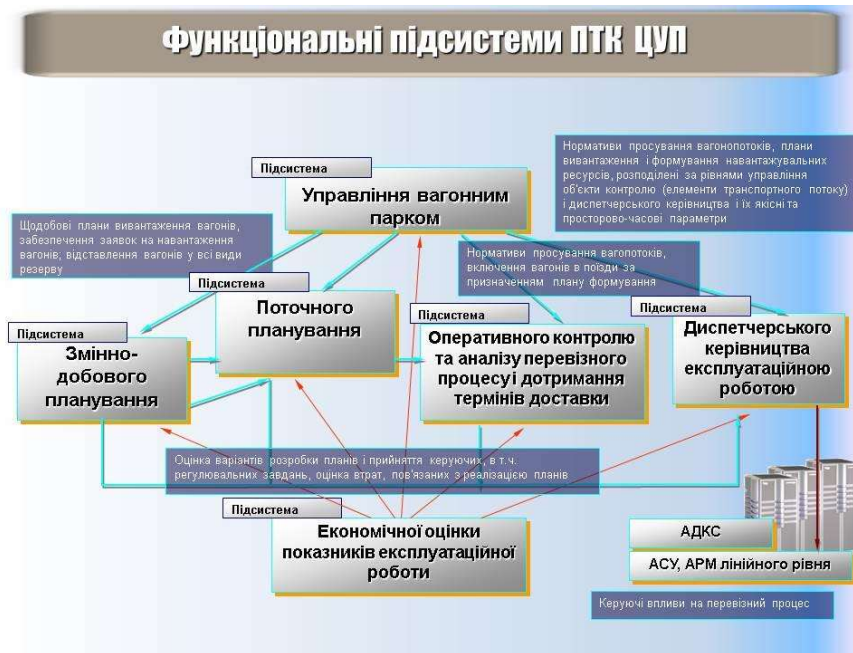 Функціональні підсистеми ПТК ЦУП
Підсистема
Управління вагонним
парком
Нормативи просування вагонопотоків, плани
вивантаження і формування навантажувальних
ресурсів, розподілені за рівнями управління
об'єкти контролю (елементи транспортного потоку)
і диспетчерського керівництва і їх якісні та
просторово-часові параметри
Щодобові плани вивантаження вагонів,
забезпечення заявок на навантаження
вагонів; відставлення вагонів у всі види
резерву
Нормативи просування вагопотоків,
включення вагонів в поїзди за
призначенням плану формування
Підсистема
Поточного
планування
Підсистема
Змінно-
добового
планування
Підсистема
Оперативного контролю
та аналізу перевізного
процесу і дотримання
термінів доставки
Підсистема
Диспетчерського
керівництва
експлуатаційною
роботою
Оцінка варіантів розробки планів і прийняття керуючих, в т.ч.
регулювальних завдань, оцінка втрат, пов'язаних з реалізацією планів
Підсистема
Економічної оцінки
показників експлуатаційної
роботи
АДКС
АСУ, АРМ лінійного рівня
Керуючі впливи на перевізний процес